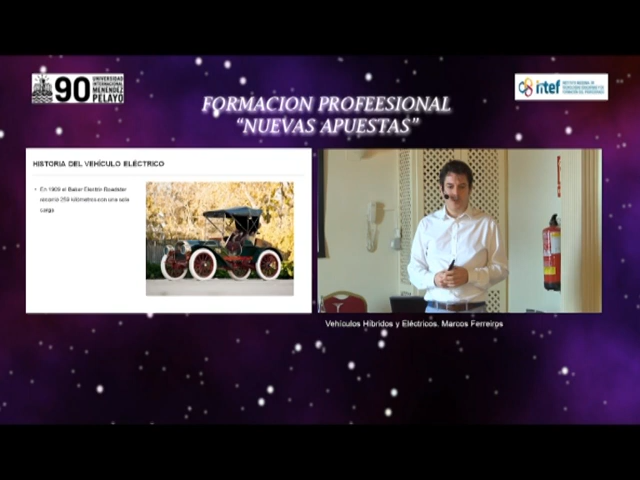 90
UNIVERSIDAD
INTERNACIONAL
MENÉNDEZ
PELAYO
intef
FORMACION PROFEESIONAL
“NUEVAS APUESTAS”
HISTORIA DEL VEHÍCULO ELÉCTRICO
• En 1909 el Baker Electric Roadster
recorrió 259 kilómetros con una sola
carga
Vehículos Híbridos y Eléctricos. Marcos Ferreiros